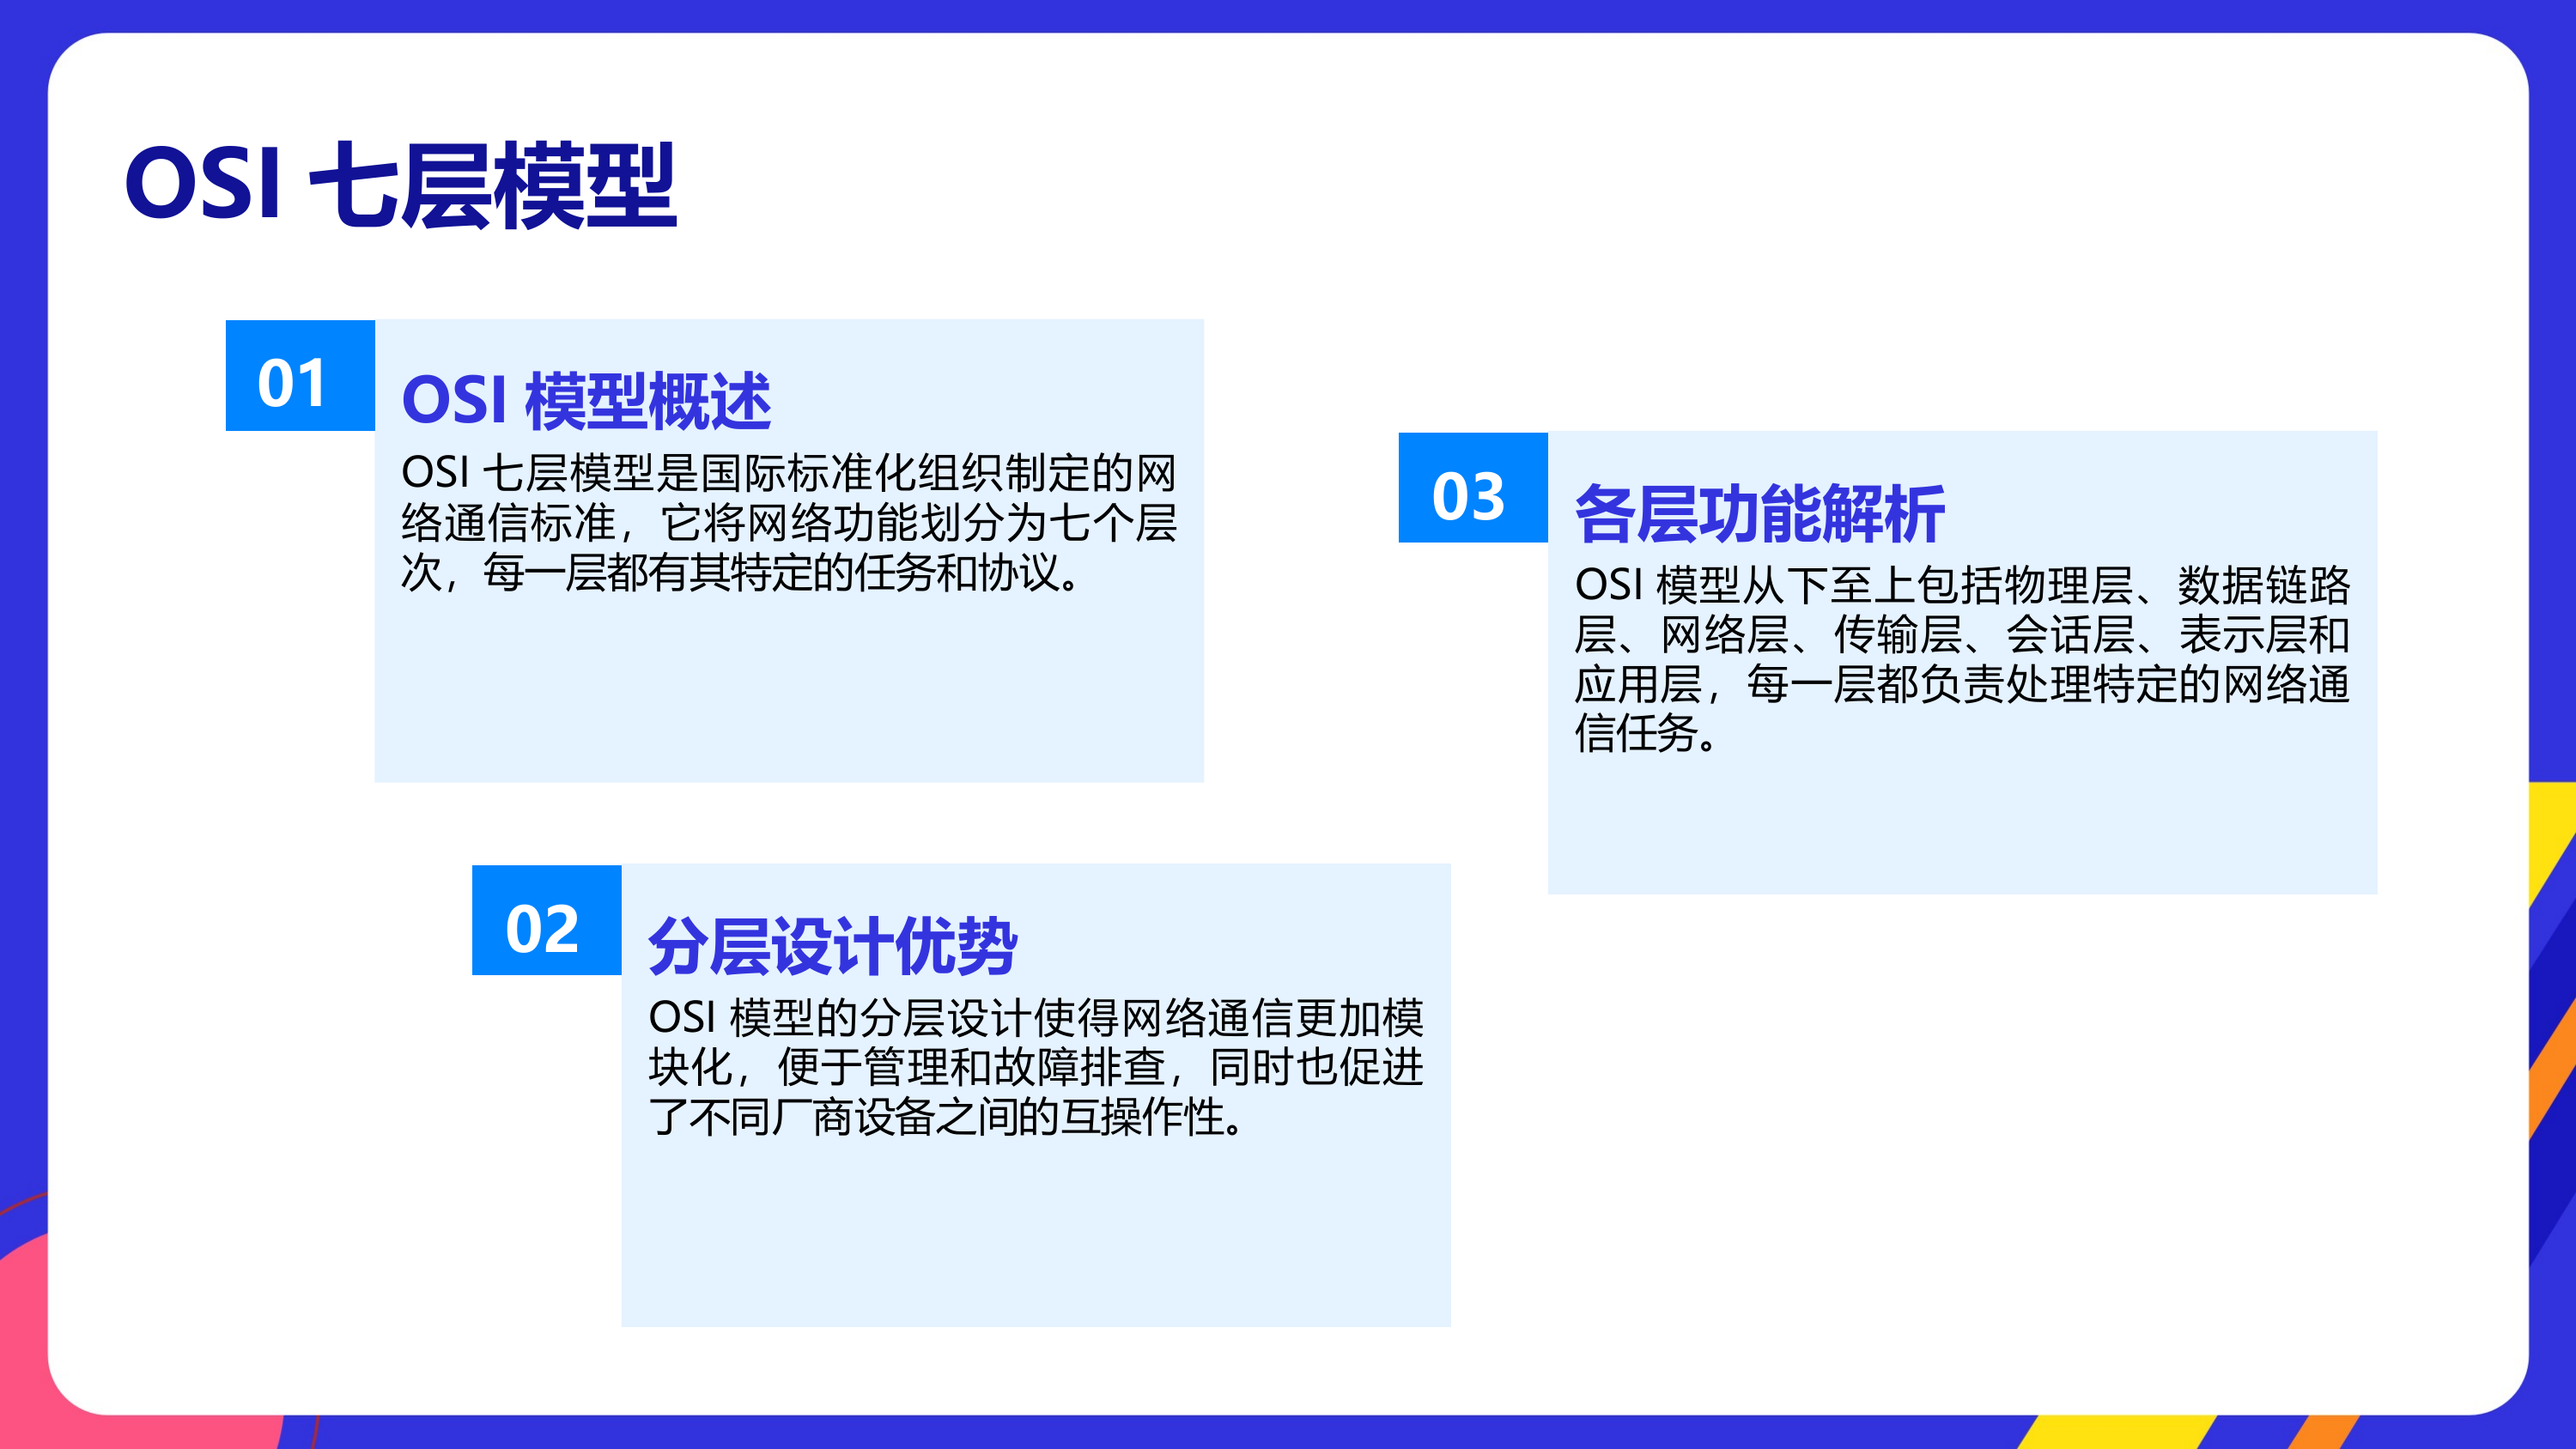 OSI 七层模型
01
OSI 模型概述
OSI 七层模型是国际标准化组织制定的网
络通信标准，它将网络功能划分为七个层
次，每一层都有其特定的任务和协议。
02
分层设计优势
OSI 模型的分层设计使得网络通信更加模
块化，便于管理和故障排查，同时也促进
了不同厂商设备之间的互操作性。
03
各层功能解析
OSI 模型从下至上包括物理层、数据链路
层、网络层、传输层、会话层、表示层和
应用层，每一层都负责处理特定的网络通
信任务。